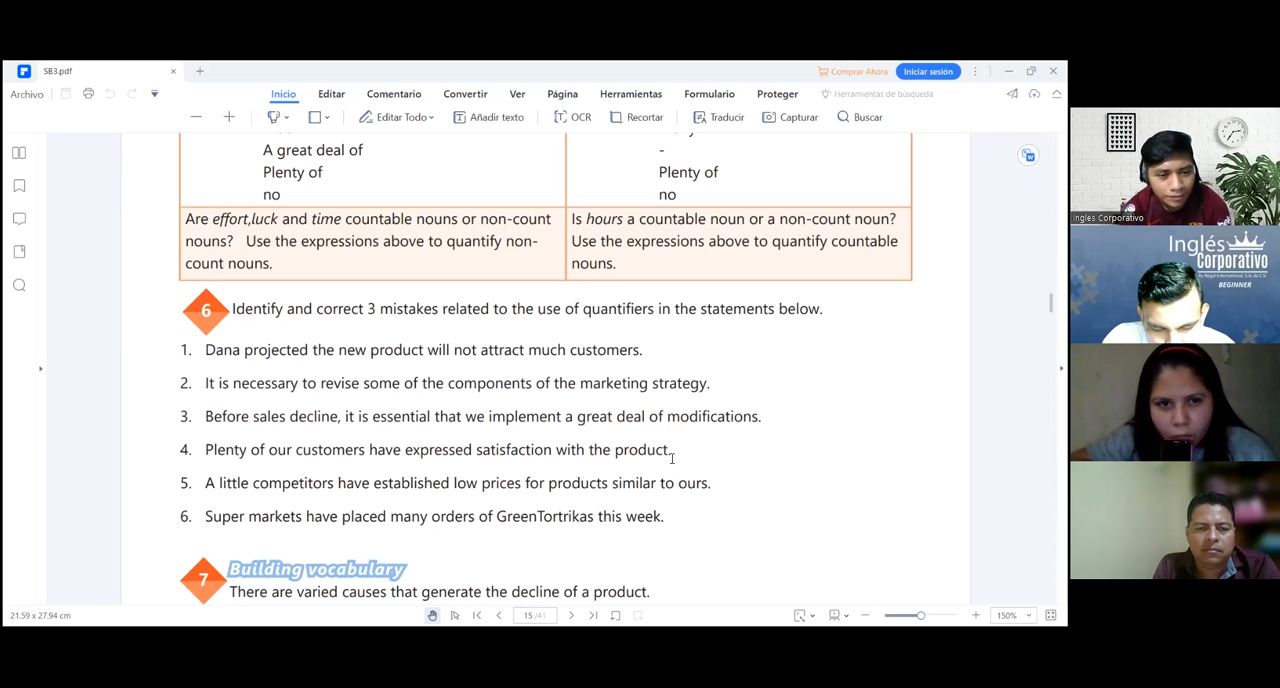 SB3.pdf
Comprar Ahora
Iniciar sesión
Archivo
Inicio
Editar
Comentario
Convertir
Ver
Página
Herramientas
Formulario
Proteger
Herramientas de búsqueda
Editar Todo
Añadir texto
OCR
Recortar
Traducir
Capturar
Buscar
A great deal of
-
Plenty of
Plenty of
no
no
Are effort,luck and time countable nouns or non-count
nouns? Use the expressions above to quantify non-
count nouns.
Is hours a countable noun or a non-count noun?
Use the expressions above to quantify countable
nouns.
6 Identify and correct 3 mistakes related to the use of quantifiers in the statements below.
1. Dana projected the new product will not attract much customers.
2. It is necessary to revise some of the components of the marketing strategy.
3. Before sales decline, it is essential that we implement a great deal of modifications.
4. Plenty of our customers have expressed satisfaction with the product.
5. A little competitors have established low prices for products similar to ours.
6. Super markets have placed many orders of GreenTortrikas this week.
7 Building vocabulary
There are varied causes that generate the decline of a product.
21.59 x 27.94 cm
15 /41
150%
Inglés Corporativo
Inglés
Corporativo
By Regal International, S.A. de C.V.
BEGINNER